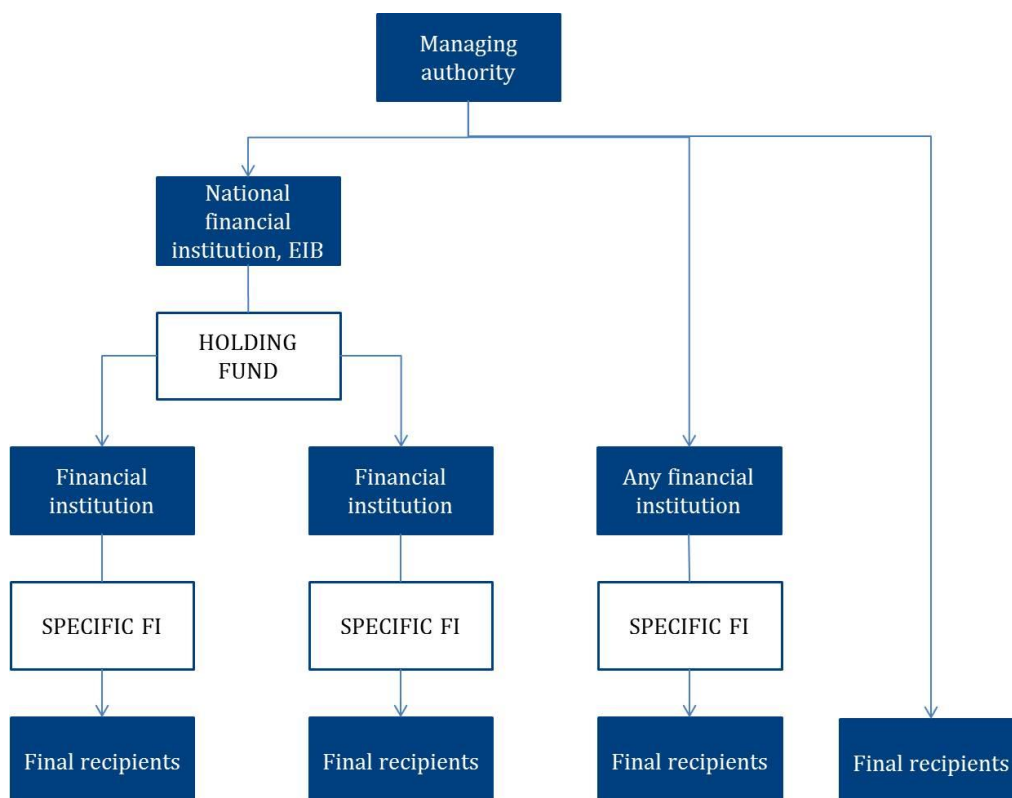 Managing
authority
National
financial
institution, EIB
HOLDING
FUND
Financial
institution
Financial
institution
Any financial
institution
SPECIFIC FI
SPECIFIC FI
SPECIFIC FI
Final recipients
Final recipients
Final recipients
Final recipients